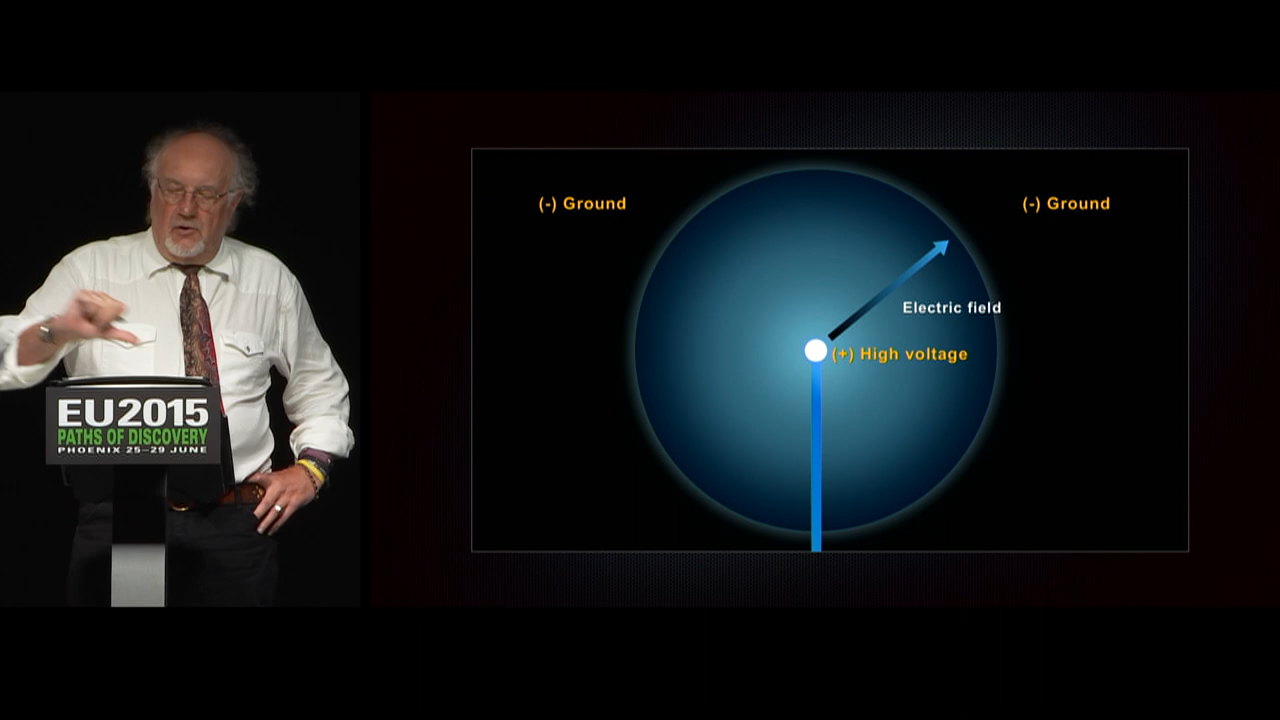 EU2015
PATHS OF DISCOVERY
PHOENIX 25–29 JUNE
(-) Ground
(-) Ground
Electric field
(+) High voltage